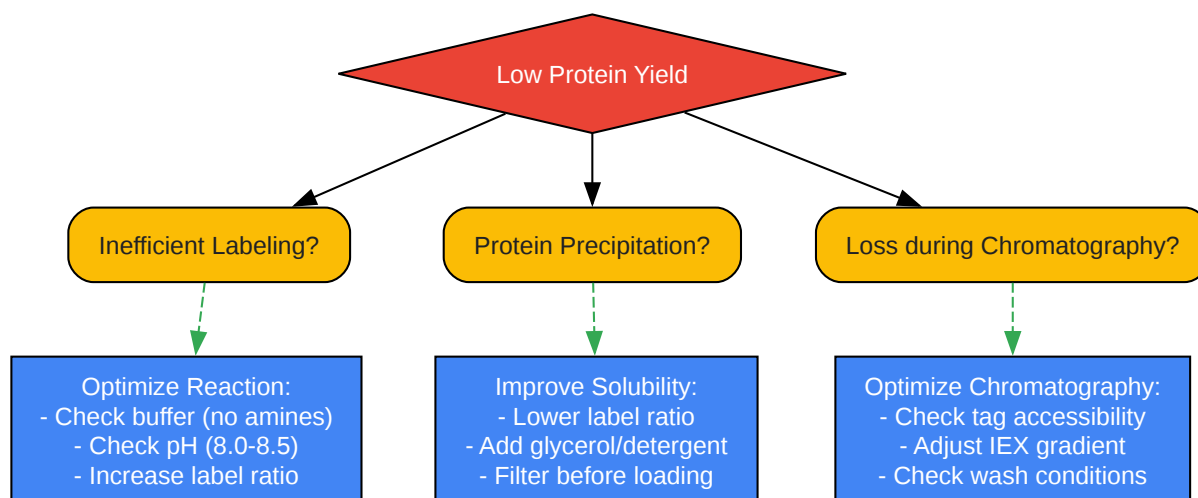 Low Protein Yield
Inefficient Labeling?
Protein Precipitation?
Loss during Chromatography?
Optimize Reaction:
- Check buffer (no amines)
- Check pH (8.0-8.5)
- Increase label ratio
Improve Solubility:
- Lower label ratio
- Add glycerol/detergent
- Filter before loading
Optimize Chromatography:
- Check tag accessibility
- Adjust IEX gradient
- Check wash conditions